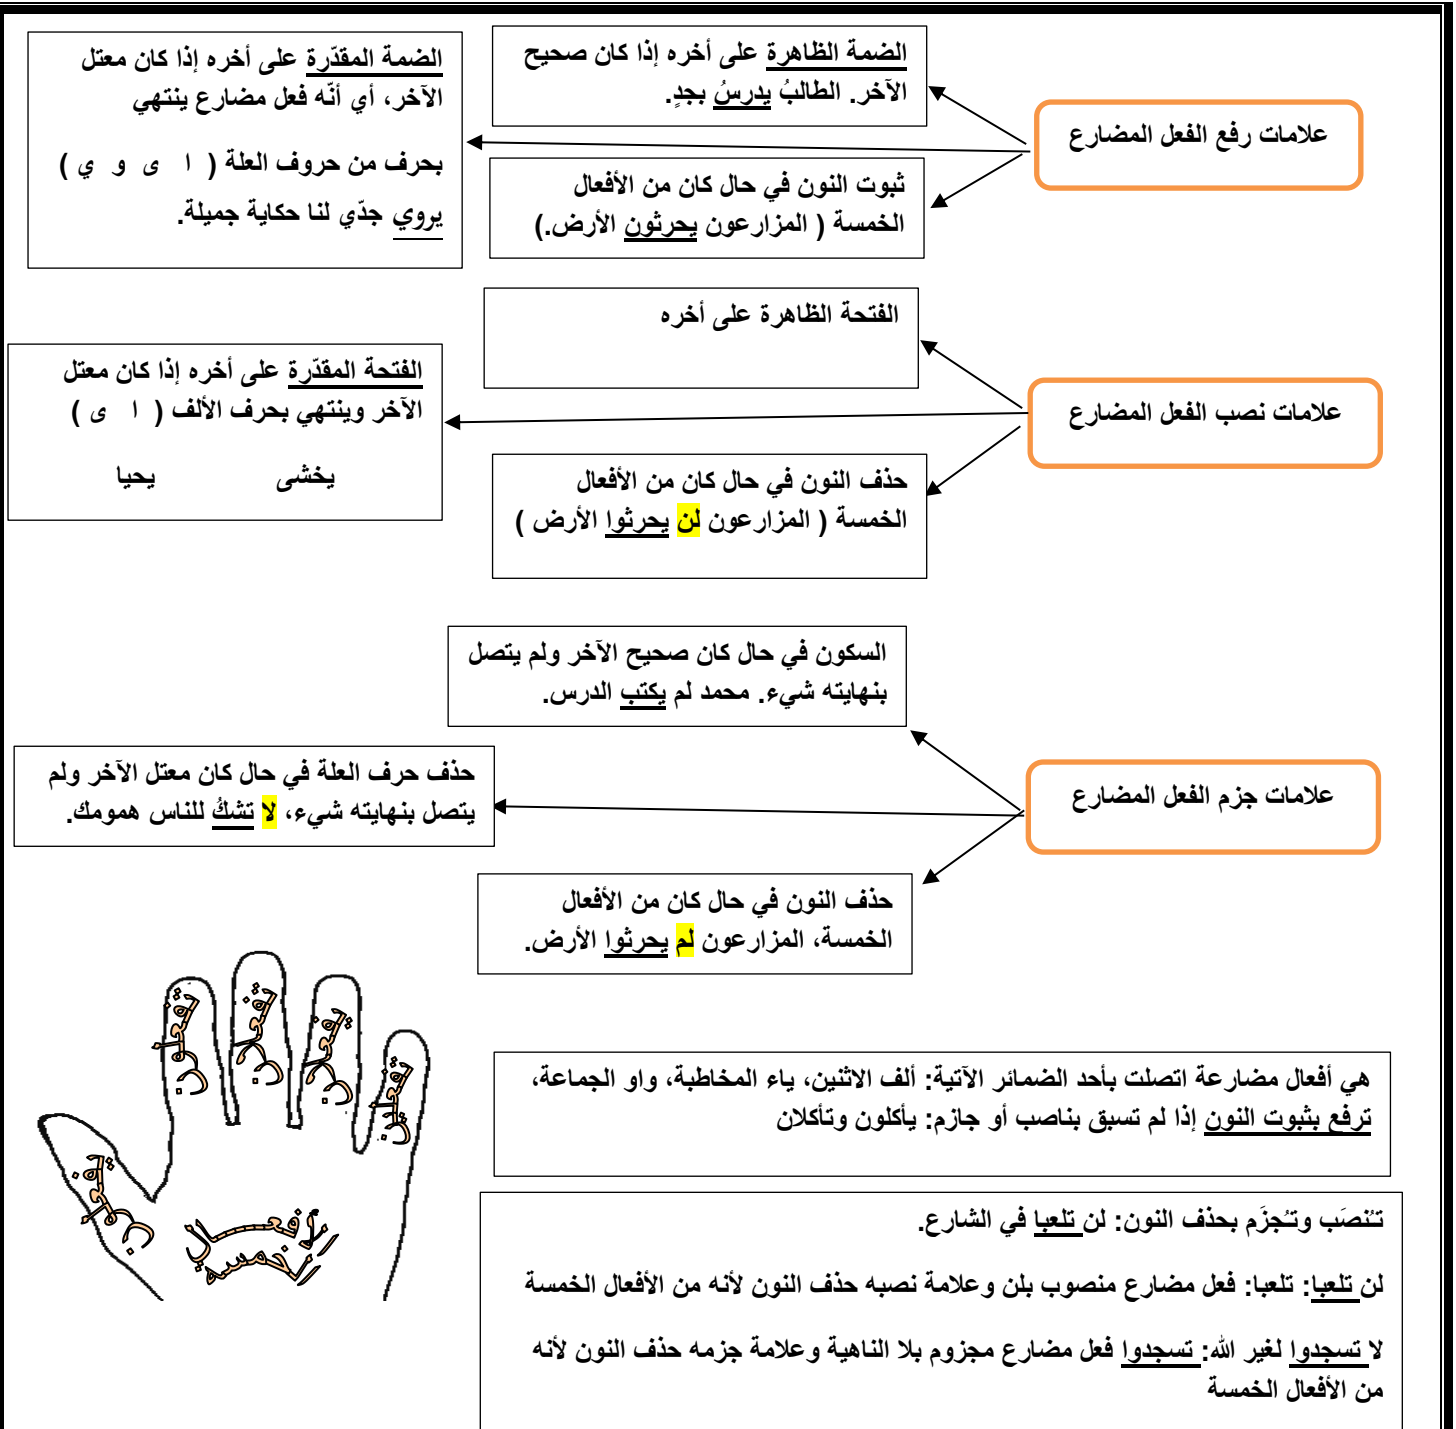 علامات رفع الفعل المضارع
الضمة الظاهرة على أخره إذا كان صحيح
الآخر. الطالبُ يدرسُ بجدٍ.
الضمة المقدّرة على أخره إذا كان معتل
الآخر، أي أنّه فعل مضارع ينتهي
بحرف من حروف العلة ( ا ى و ي )
يروي جدّي لنا حكاية جميلة.
ثبوت النون في حال كان من الأفعال
الخمسة ( المزارعون يحرثون الأرض.)
علامات نصب الفعل المضارع
الفتحة الظاهرة على أخره
الفتحة المقدّرة على أخره إذا كان معتل
الآخر وينتهي بحرف الألف ( ا ى )
يخشى يحيا
حذف النون في حال كان من الأفعال
الخمسة ( المزارعون لن يحرثوا الأرض )
علامات جزم الفعل المضارع
السكون في حال كان صحيح الآخر ولم يتصل
بنهايته شيء. محمد لم يكتب الدرس.
حذف حرف العلة في حال كان معتل الآخر ولم
يتصل بنهايته شيء، لا تشكُ للناس همومك.
حذف النون في حال كان من الأفعال
الخمسة، المزارعون لم يحرثوا الأرض.
تفعلين
يفعلان
تفعلان
تفعلون
يفعلون
الأفعال
الخمسة
هي أفعال مضارعة اتصلت بأحد الضمائر الآتية: ألف الاثنين، ياء المخاطبة، واو الجماعة،
ترفع بثبوت النون إذا لم تسبق بناصب أو جازم: يأكلون وتأكلان
تُنصَب وتُجزَم بحذف النون: لن تلعبا في الشارع.
لن تلعبا: تلعبا: فعل مضارع منصوب بلن وعلامة نصبه حذف النون لأنه من الأفعال الخمسة
لا تسجدوا لغير الله: تسجدوا فعل مضارع مجزوم بلا الناهية وعلامة جزمه حذف النون لأنه
من الأفعال الخمسة